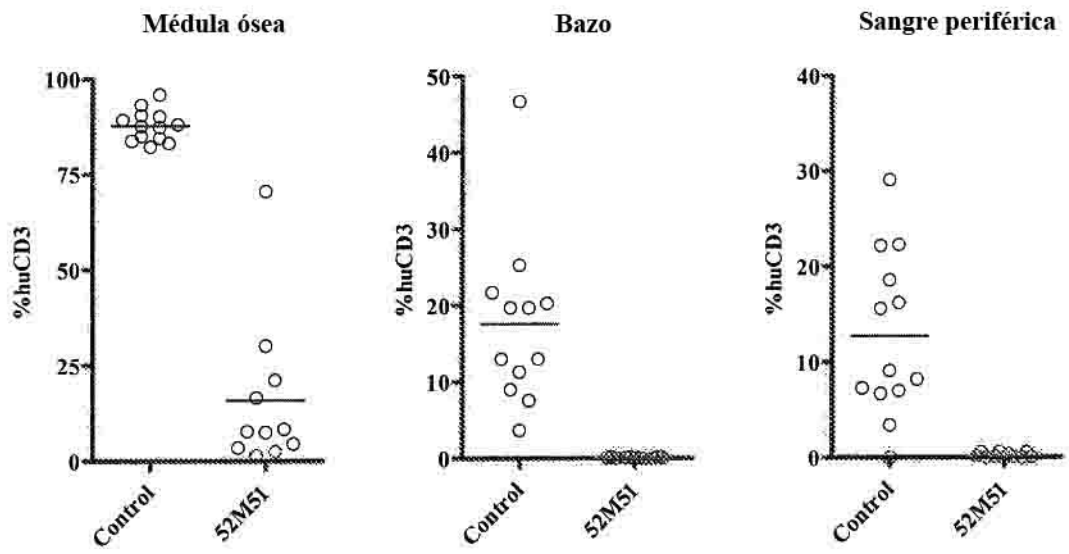 Médula ósea
%huCD3
100
75
50
25
0
Control
52M51
Bazo
%huCD3
50
40
30
20
10
0
Control
52M51
Sangre periférica
%huCD3
40
30
20
10
0
Control
52M51